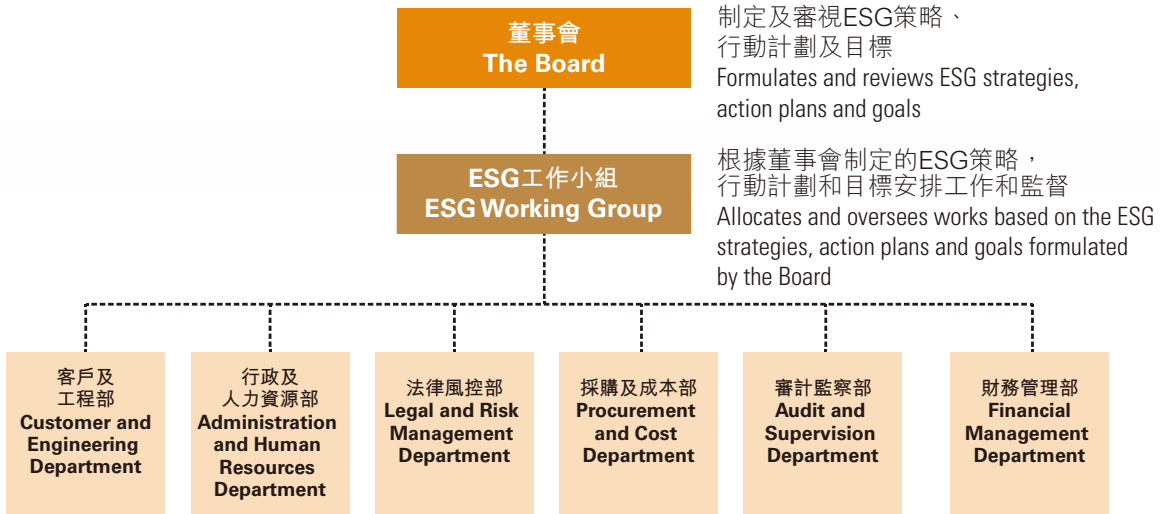 董事會
The Board
制定及審視ESG策略、
行動計劃及目標
Formulates and reviews ESG strategies,
action plans and goals
ESG工作小組
ESG Working Group
根據董事會制定的ESG策略，
行動計劃和目標安排工作和監督
Allocates and oversees works based on the ESG
strategies, action plans and goals formulated
by the Board
客戶及
工程部
Customer and
Engineering
Department
行政及
人力資源部
Administration
and Human
Resources
Department
法律風控部
Legal and Risk
Management
Department
採購及成本部
Procurement
and Cost
Department
審計監察部
Audit and
Supervision
Department
財務管理部
Financial
Management
Department